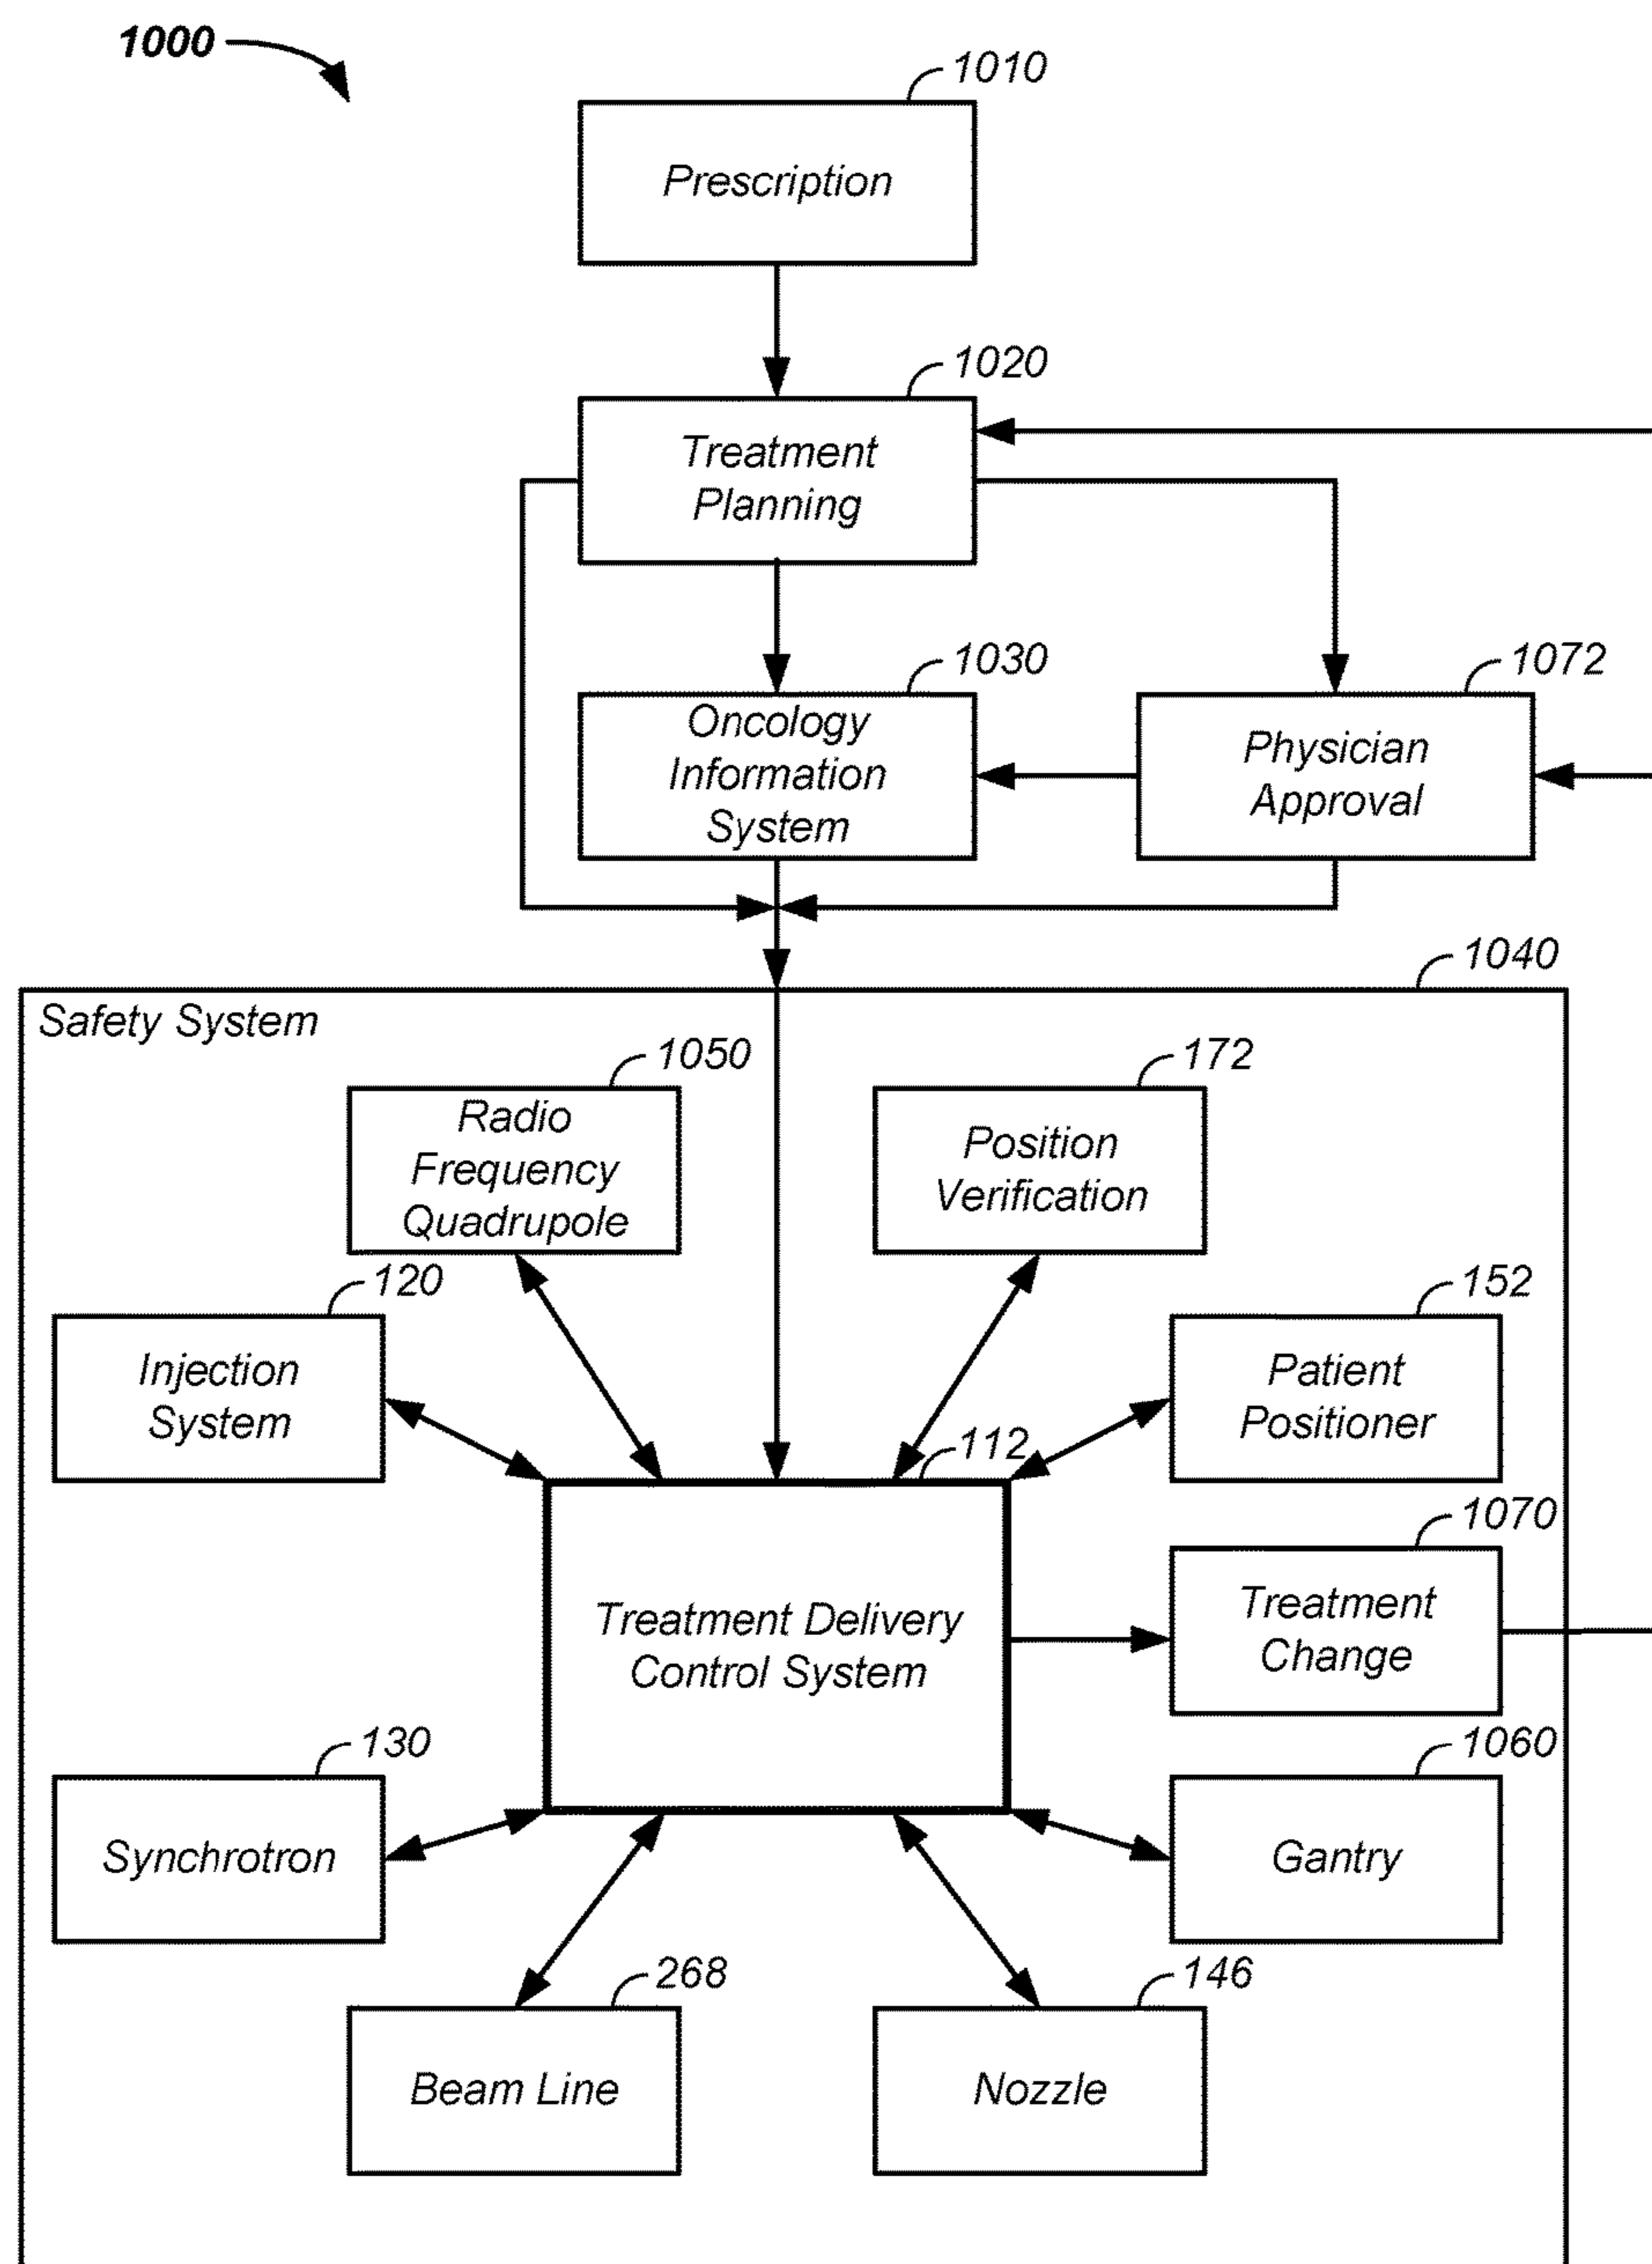 1000
1010
Prescription
1020
Treatment
Planning
1030
Oncology
Information
System
1072
Physician
Approval
1040
Safety System
1050
Radio
Frequency
Quadrupole
172
Position
Verification
120
Injection
System
152
Patient
Positioner
112
Treatment Delivery
Control System
1070
Treatment
Change
130
Synchrotron
1060
Gantry
268
Beam Line
146
Nozzle